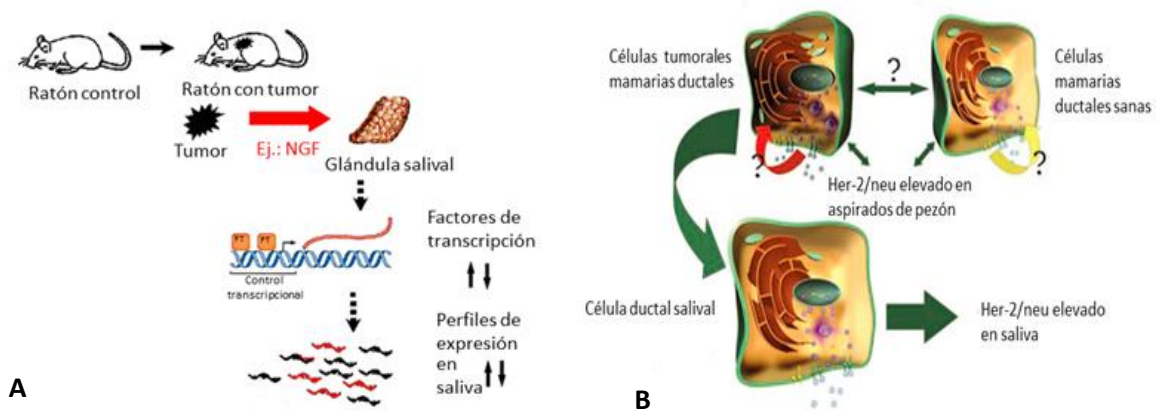 Ratón control
Ratón con tumor
Tumor
Ej.: NGF
Glándula salival
FT
FT
Control
transcripcional
Factores de
transcripción
Perfiles de
expresión
en
saliva
A
Células tumorales
mamarias ductales
?
Células
mamarias
ductales sanas
?
?
Her-2/neu elevado en
aspirados de pezón
Célula ductal salival
Her-2/neu elevado
en saliva
B